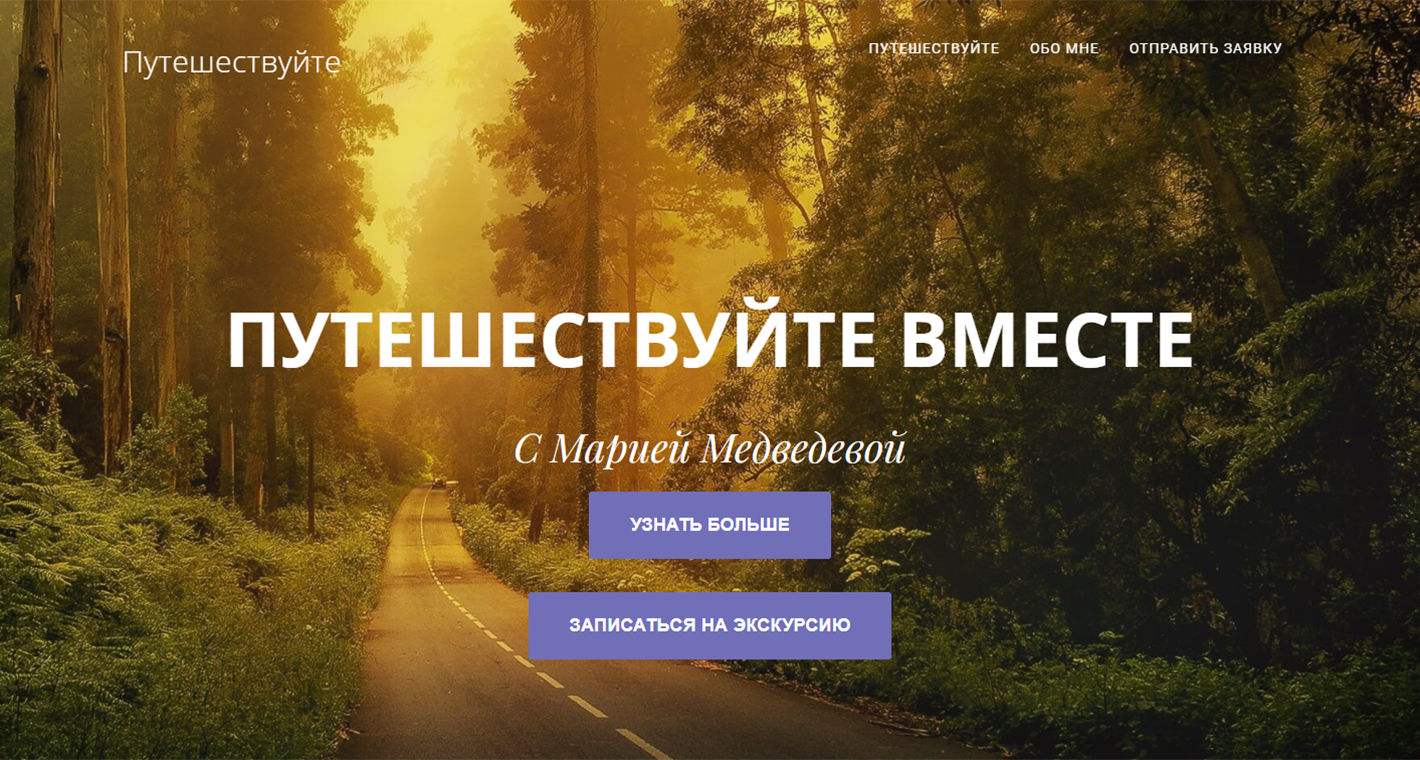 Путешествуйте
ПУТЕШЕСТВУЙТЕ ОБО МНЕ ОТПРАВИТЬ ЗАЯВКУ
ПУТЕШЕСТВУЙТЕ ВМЕСТЕ
С Марией Медведевой
УЗНАТЬ БОЛЬШЕ
ЗАПИСАТЬСЯ НА ЭКСКУРСИЮ